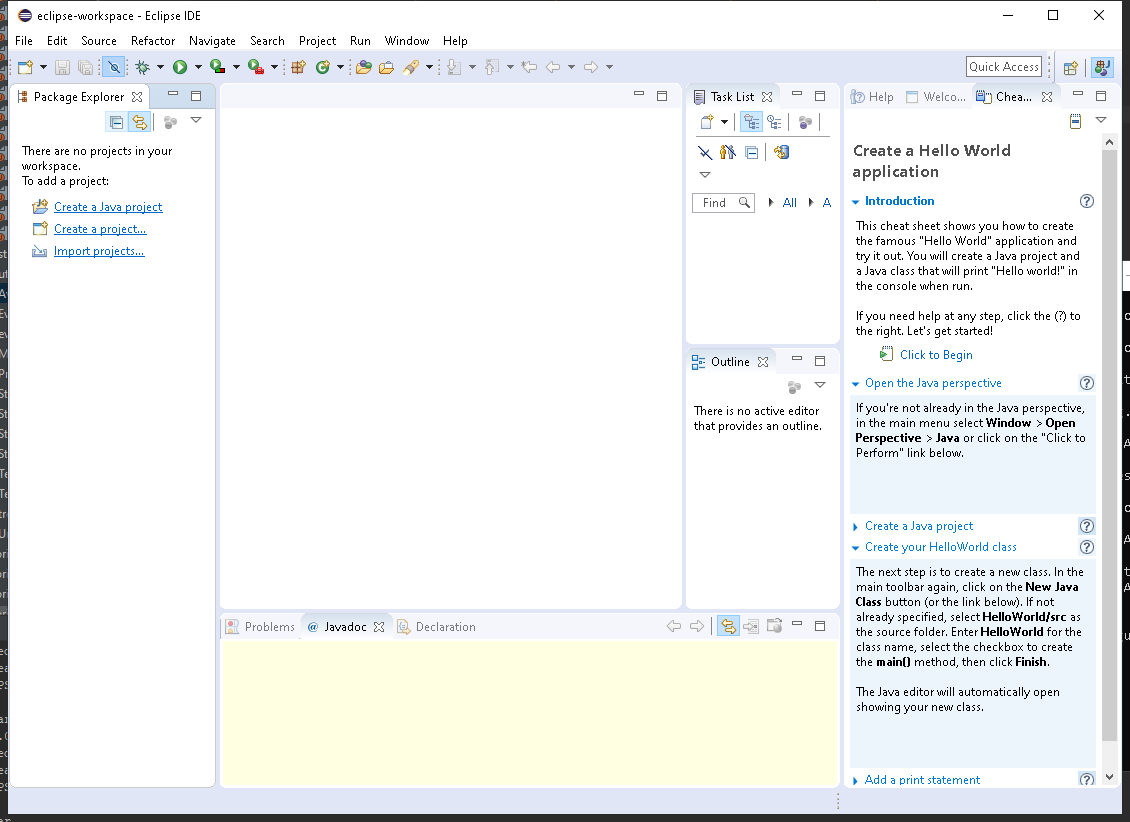 eclipse-workspace - Eclipse IDE
File Edit Source Refactor Navigate Search Project Run Window Help
Quick Access
Package Explorer
There are no projects in your
workspace.
To add a project:
Create a Java project
Create a project...
Import projects...
Task List
Find
All
A
Outline
There is no active editor
that provides an outline.
Problems @ Javadoc Declaration
Help Welco... Chea...
Create a Hello World
application
Introduction
This cheat sheet shows you how to create
the famous "Hello World" application and
try it out. You will create a Java project and
a Java class that will print "Hello world!" in
the console when run.
If you need help at any step, click the (?) to
the right. Let's get started!
Click to Begin
Open the Java perspective
If you're not already in the Java perspective,
in the main menu select Window > Open
Perspective > Java or click on the "Click to
Perform" link below.
Create a Java project
Create your HelloWorld class
The next step is to create a new class. In the
main toolbar again, click on the New Java
Class button (or the link below). If not
already specified, select HelloWorld/src as
the source folder. Enter HelloWorld for the
class name, select the checkbox to create
the main() method, then click Finish.
The Java editor will automatically open
showing your new class.
Add a print statement